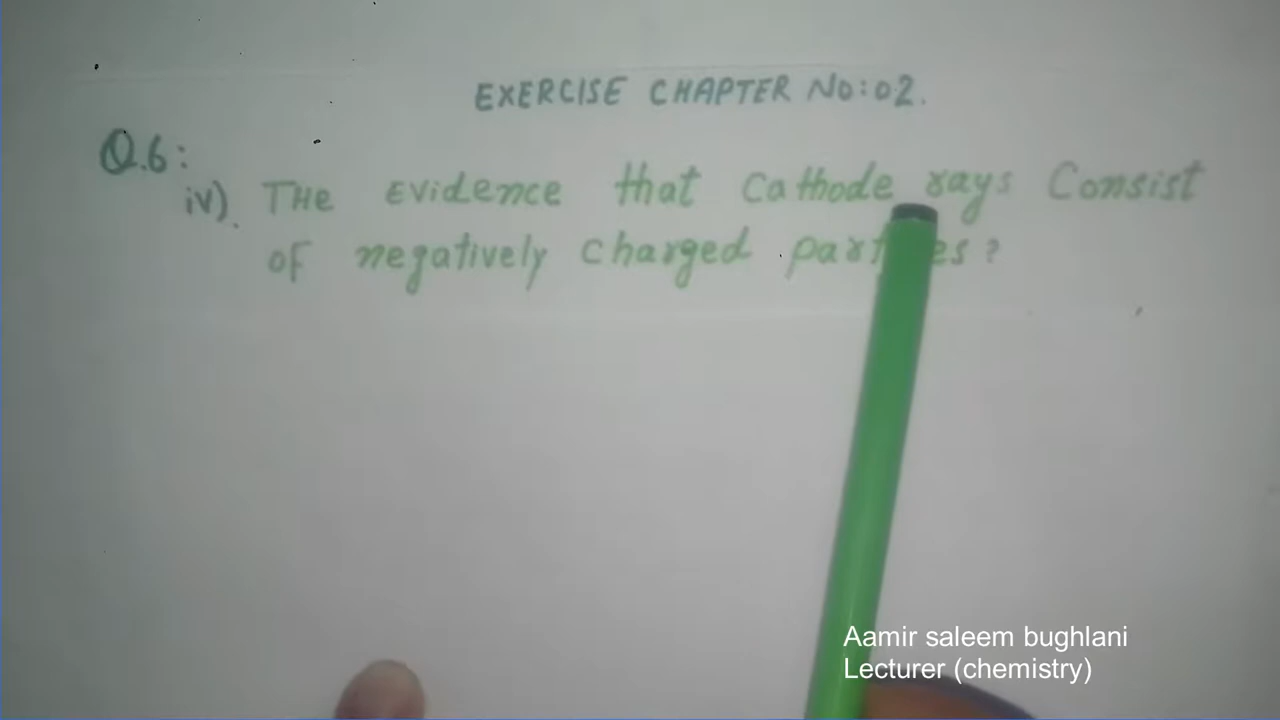 EXERCISE CHAPTER No:02.
Q.6:
iv). THE Evidence that Cathode rays Consist
of negatively charged ?
Aamir saleem bughlani
Lecturer (chemistry)